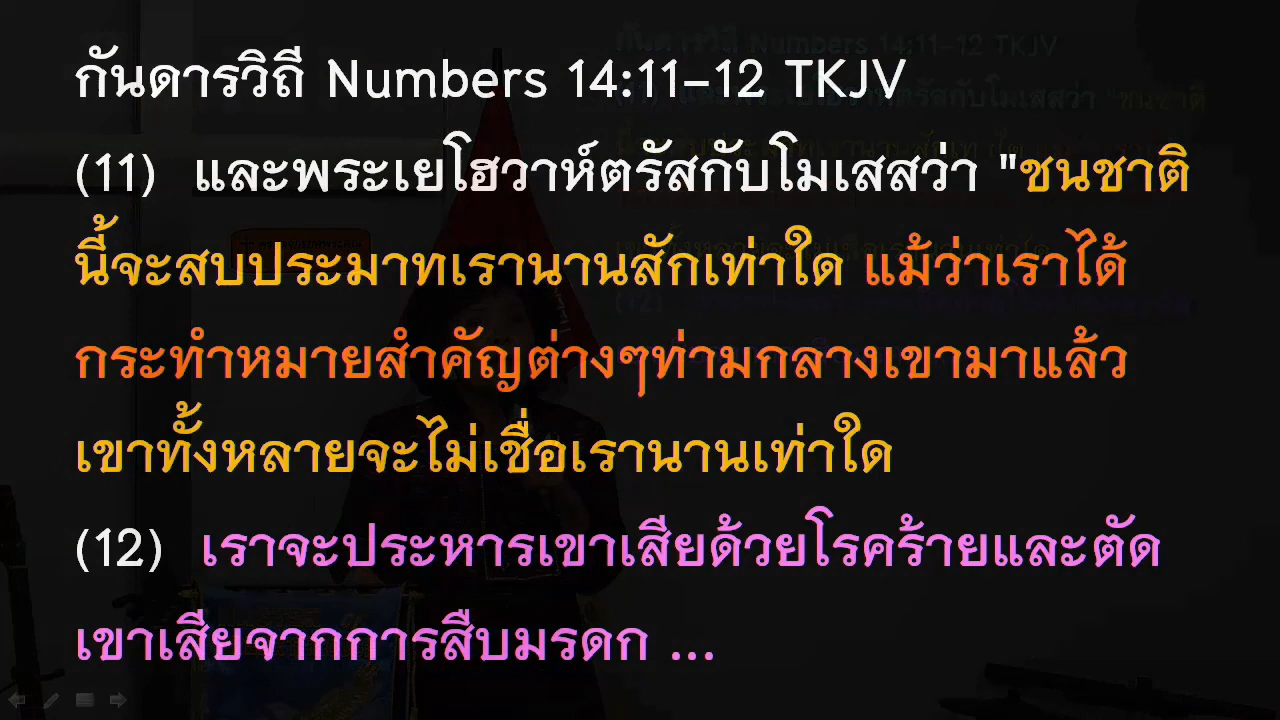 กันดารวิถี Numbers 14:11–12 TKJV
(11) และพระเยโฮวาห์ตรัสกับโมเสสว่า "ชนชาติ
นี้จะสบประมาทเรานานสักเท่าใด แม้ว่าเราได้
กระทำหมายสำคัญต่างๆท่ามกลางเขามาแล้ว
เขาทั้งหลายจะไม่เชื่อเรานานเท่าใด
(12) เราจะประหารเขาเสียด้วยโรคร้ายและตัด
เขาเสียจากการสืบมรดก ...